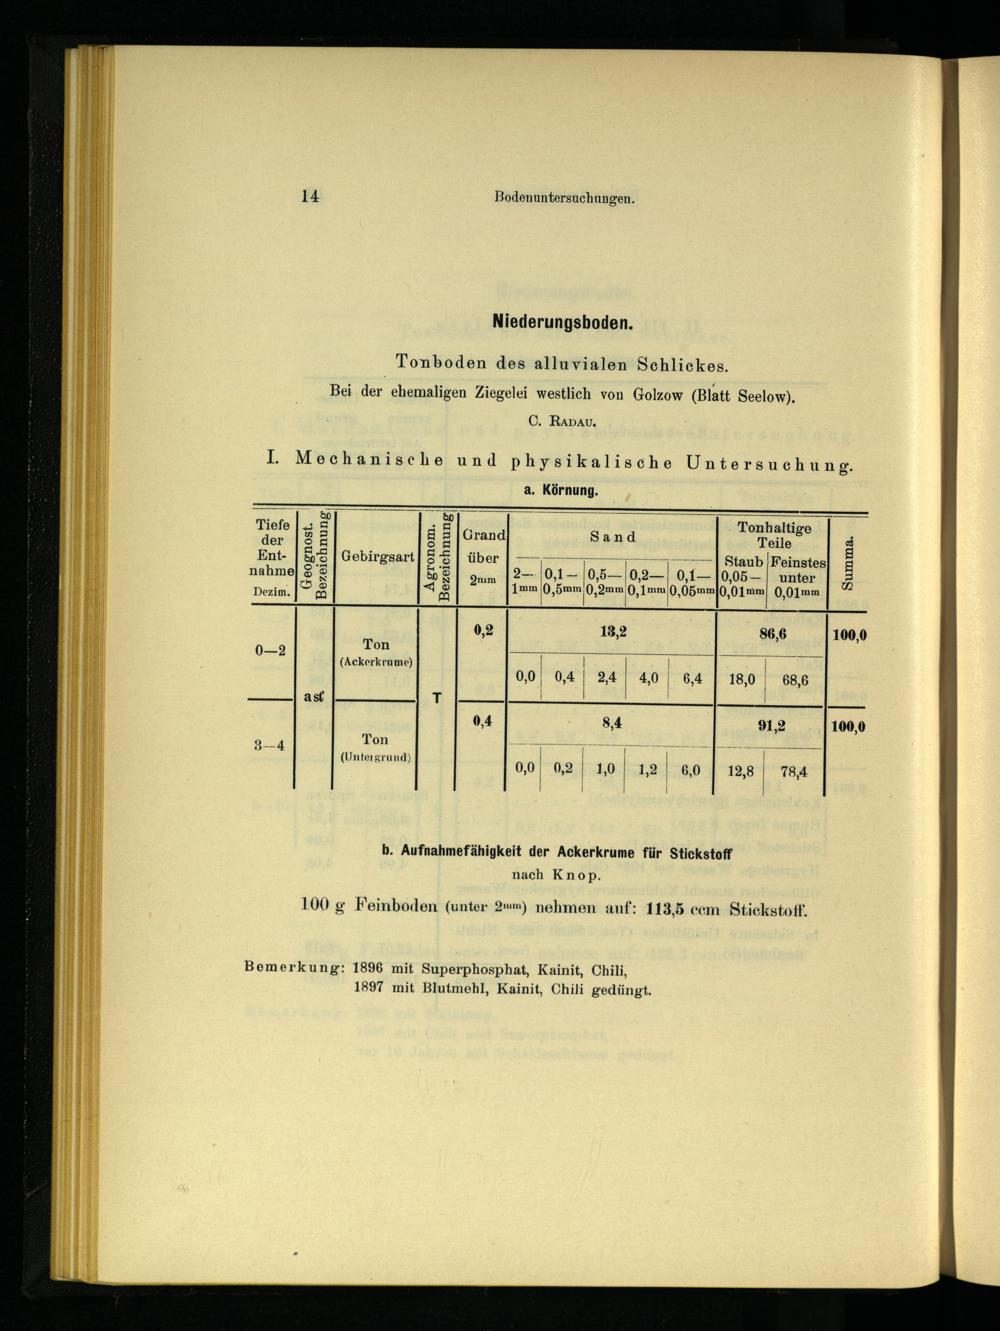 14 Bodenuntersuchungen.
Niederungsboden.
Tonboden des alluvialen Schlickes.
Bei der ehemaligen Ziegelei westlich von Golzow (Blatt Seelow).
C. RADAU.
I. Mechanische und physikalische Untersuchung.
a. Körnung.
Tiefe der Ent-nahme Dezim. Geognost. Bezeichnung Gebirgsart Agronom. Bezeichnung Grand über 2mm Sand Tonhaltige Teile Summa.
2—1mm 0,1—0,5mm 0,5—0,2mm 0,2—0,1mm 0,1—0,05mm Staub 0,05—0,01mm Feinstes unter 0,01mm
0—2 asf Ton (Ackerkrume) T 0,2 13,2 86,6 100,0
0,0 0,4 2,4 4,0 6,4 18,0 68,6
3—4 Ton (Untergrund) 0,4 8,4 91,2 100,0
0,0 0,2 1,0 1,2 6,0 12,8 78,4
b. Aufnahmefähigkeit der Ackerkrume für Stickstoff
nach Knop.
100 g Feinboden (unter 2mm) nehmen auf: 113,5 ccm Stickstoff.
Bemerkung: 1896 mit Superphosphat, Kainit, Chili,
1897 mit Blutmehl, Kainit, Chili gedüngt.